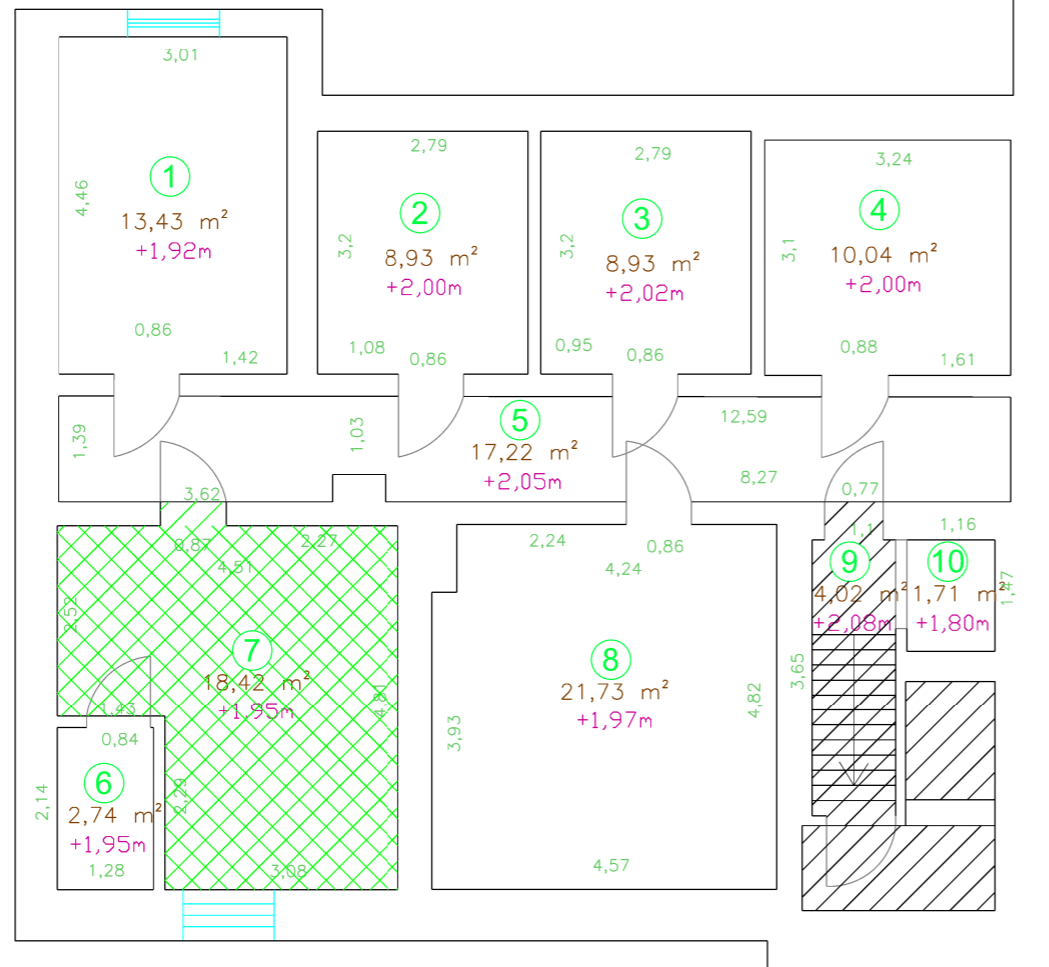 3,01
4,46
1
13,43 m²
+1,92m
0,86
1,42
2,79
3,2
2
8,93 m²
+2,00m
1,08
0,86
2,79
3,2
3
8,93 m²
+2,02m
0,95
0,86
3,24
3,1
4
10,04 m²
+2,00m
0,88
1,61
1,39
1,03
5
17,22 m²
+2,05m
12,59
8,27
3,62
0,77
0,87
2,27
4,51
2,52
7
18,42 m²
+1,95m
4,81
1,43
2,29
3,08
0,84
6
2,74 m²
+1,95m
2,14
1,28
2,24
0,86
4,24
8
21,73 m²
+1,97m
3,93
4,82
4,57
1,1
9
4,02 m²
+2,08m
3,65
1,16
10
1,71 m²
+1,80m
1,47